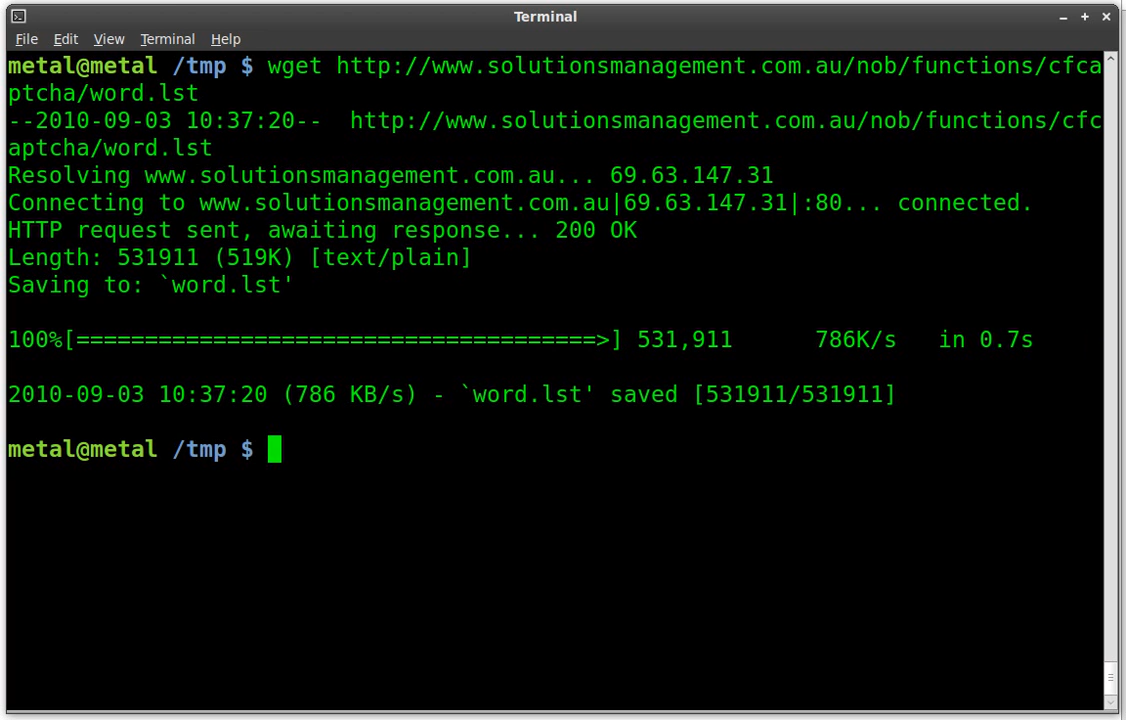 Terminal
File Edit View Terminal Help
metal@metal /tmp $ wget http://www.solutionsmanagement.com.au/nob/functions/cfca
ptcha/word.lst
--2010-09-03 10:37:20--  http://www.solutionsmanagement.com.au/nob/functions/cfc
aptcha/word.lst
Resolving www.solutionsmanagement.com.au... 69.63.147.31
Connecting to www.solutionsmanagement.com.au|69.63.147.31|:80... connected.
HTTP request sent, awaiting response... 200 OK
Length: 531911 (519K) [text/plain]
Saving to: `word.lst'
100%[======================================>] 531,911      786K/s   in 0.7s
2010-09-03 10:37:20 (786 KB/s) - `word.lst' saved [531911/531911]
metal@metal /tmp $